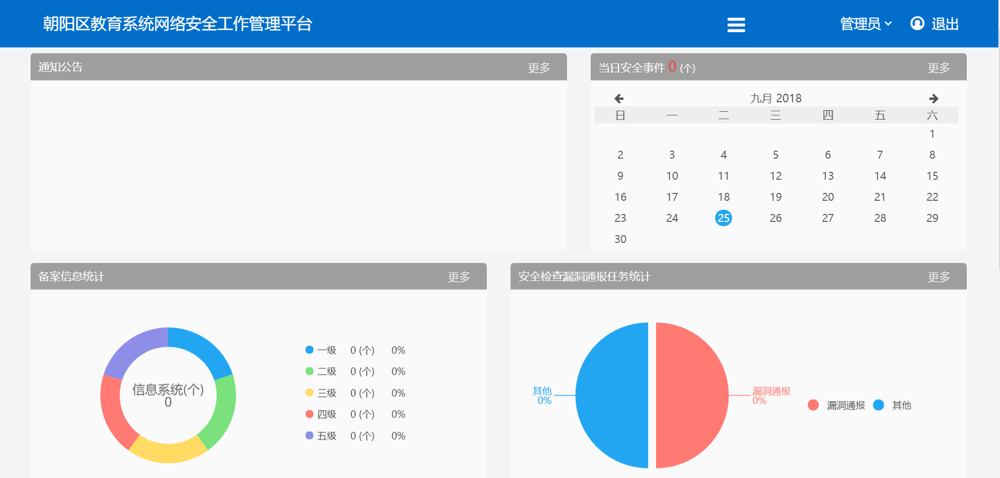 朝阳区教育系统网络安全工作管理平台
管理员
退出
通知公告
更多
当日安全事件 0 (个)
更多
九月 2018
日 一 二 三 四 五 六
1
2 3 4 5 6 7 8
9 10 11 12 13 14 15
16 17 18 19 20 21 22
23 24 25 26 27 28 29
30
备案信息统计
更多
信息系统(个)
0
一级 0 (个) 0%
二级 0 (个) 0%
三级 0 (个) 0%
四级 0 (个) 0%
五级 0 (个) 0%
安全检查漏洞通报任务统计
更多
其他
0%
漏洞通报
0%
漏洞通报 其他